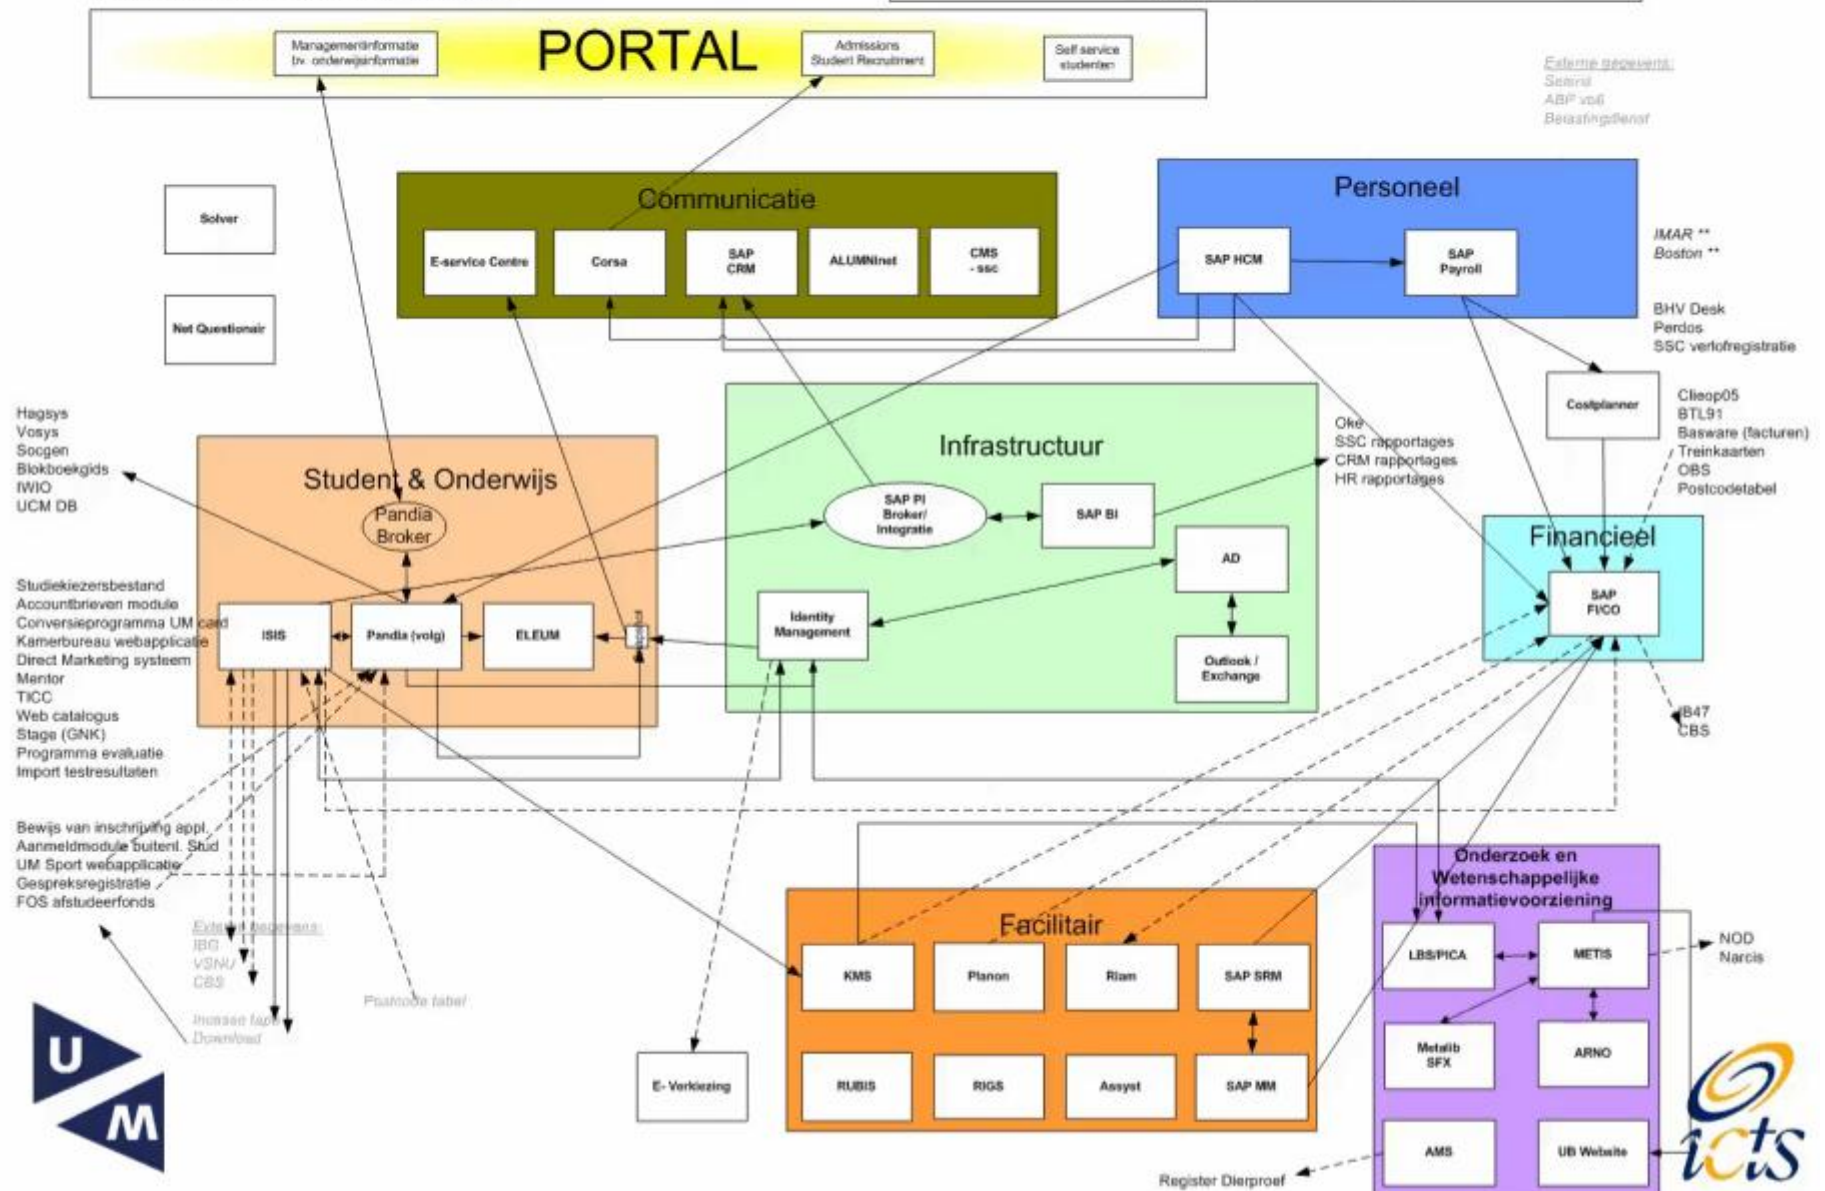 PORTAL
Managementinformatie
bv. onderwijsinformatie
Admissions
Student Recruitment
Self service
studenten
Externe gegevens:
ABP
Belastingdienst
Solver
Net Questionair
Communicatie
E-service Centre
Corsa
SAP
CRM
ALUMNInet
CMS
- ssc
Personeel
SAP HCM
SAP
Payroll
IMAR **
Boston **
BHV Desk
Perdos
SSC verlofregistratie
Costplanner
Clieop05
BTL91
Basware (facturen)
Treinkaarten
OBS
Postcodetabel
Hagsys
Vosys
Socgen
Blokboekgids
IWIO
UCM DB
Student & Onderwijs
Pandia
Broker
ISIS
Pandia (volg)
ELEUM
Infrastructuur
SAP PI
Broker/
Integratie
SAP BI
AD
Identity
Management
Outlook /
Exchange
Oke
SSC rapportages
CRM rapportages
HR rapportages
Financieel
SAP
FI/CO
IB47
CBS
Studiekiezersbestand
Accountbrieven module
Conversieprogramma UM card
Kamerbureau webapplicatie
Direct Marketing systeem
Mentor
TICC
Web catalogus
Stage (GNK)
Programma evaluatie
Import testresultaten
Bewijs van inschrijving appl.
Aanmeldmodule buitenl. Stud
UM Sport webapplicatie
Gespreksregistratie
FOS afstudeerfonds
Externe gegevens:
IBG
VSNU
CBS
Incasso tape
Download
Postcode tabel
E- Verkiezing
Facilitair
KMS
Planon
Riam
SAP SRM
RUBIS
RIGS
Assyst
SAP MM
Onderzoek en
Wetenschappelijke
informatievoorziening
LBS/PICA
METIS
Metalib
SFX
ARNO
AMS
UB Website
NOD
Narcis
Register Dierproef
U
M
icts